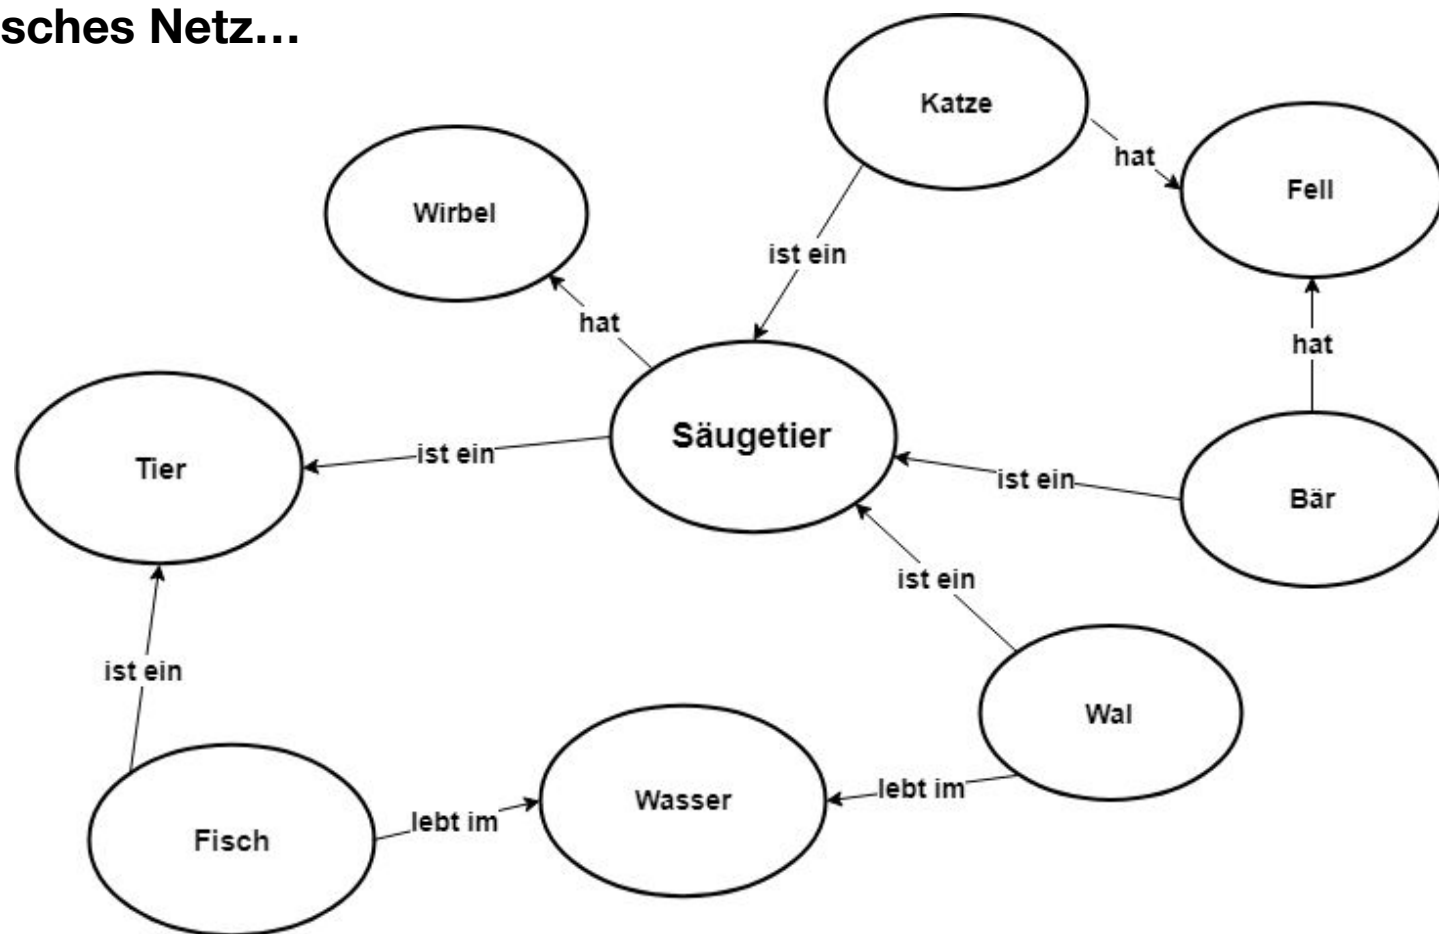 sches Netz...
Katze
hat
Fell
Wirbel
ist ein
hat
hat
Säugetier
ist ein
Tier
ist ein
Bär
ist ein
ist ein
Wal
lebt im
Wasser
lebt im
Fisch